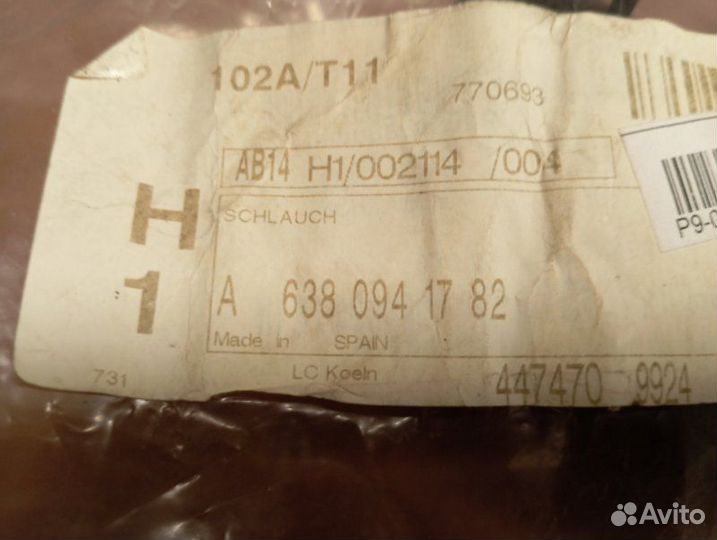 102A/T11
770693
AB14 H1/002114 /004
H
1
SCHLAUCH
A 638 094 17 82
Made in SPAIN
LC Koeln
731
447470 9924
P9-
Avito